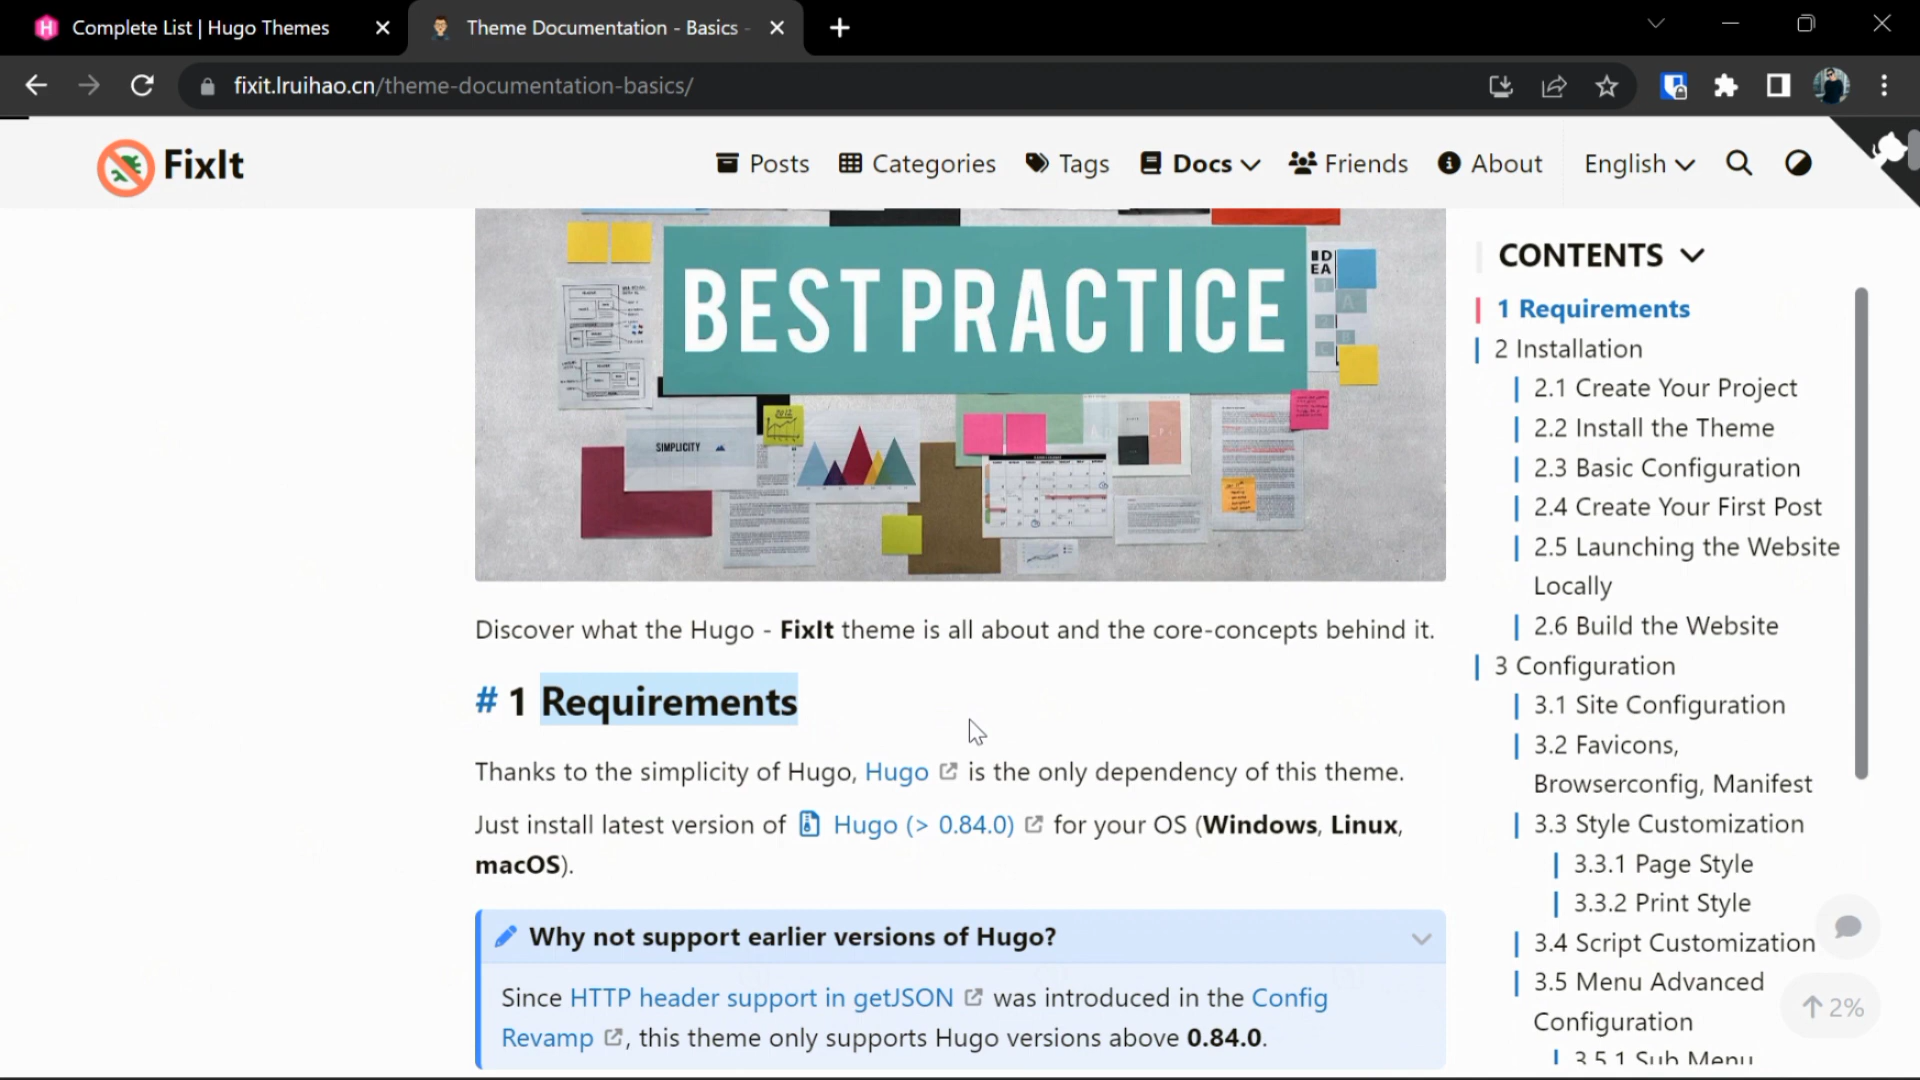 Complete List | Hugo Themes
Theme Documentation - Basics -
fixit.lruihao.cn/theme-documentation-basics/
FixIt
Posts
Categories
Tags
Docs
Friends
About
English
BEST PRACTICE
ID
EA
SIMPLICITY
Discover what the Hugo - FixIt theme is all about and the core-concepts behind it.
# 1 Requirements
Thanks to the simplicity of Hugo, Hugo is the only dependency of this theme.
Just install latest version of Hugo (> 0.84.0) for your OS (Windows, Linux,
macOS).
Why not support earlier versions of Hugo?
Since HTTP header support in getJSON was introduced in the Config
Revamp, this theme only supports Hugo versions above 0.84.0.
CONTENTS
1 Requirements
2 Installation
2.1 Create Your Project
2.2 Install the Theme
2.3 Basic Configuration
2.4 Create Your First Post
2.5 Launching the Website
Locally
2.6 Build the Website
3 Configuration
3.1 Site Configuration
3.2 Favicons,
Browserconfig, Manifest
3.3 Style Customization
3.3.1 Page Style
3.3.2 Print Style
3.4 Script Customization
3.5 Menu Advanced
Configuration
3.5.1 Sub Menu
2%